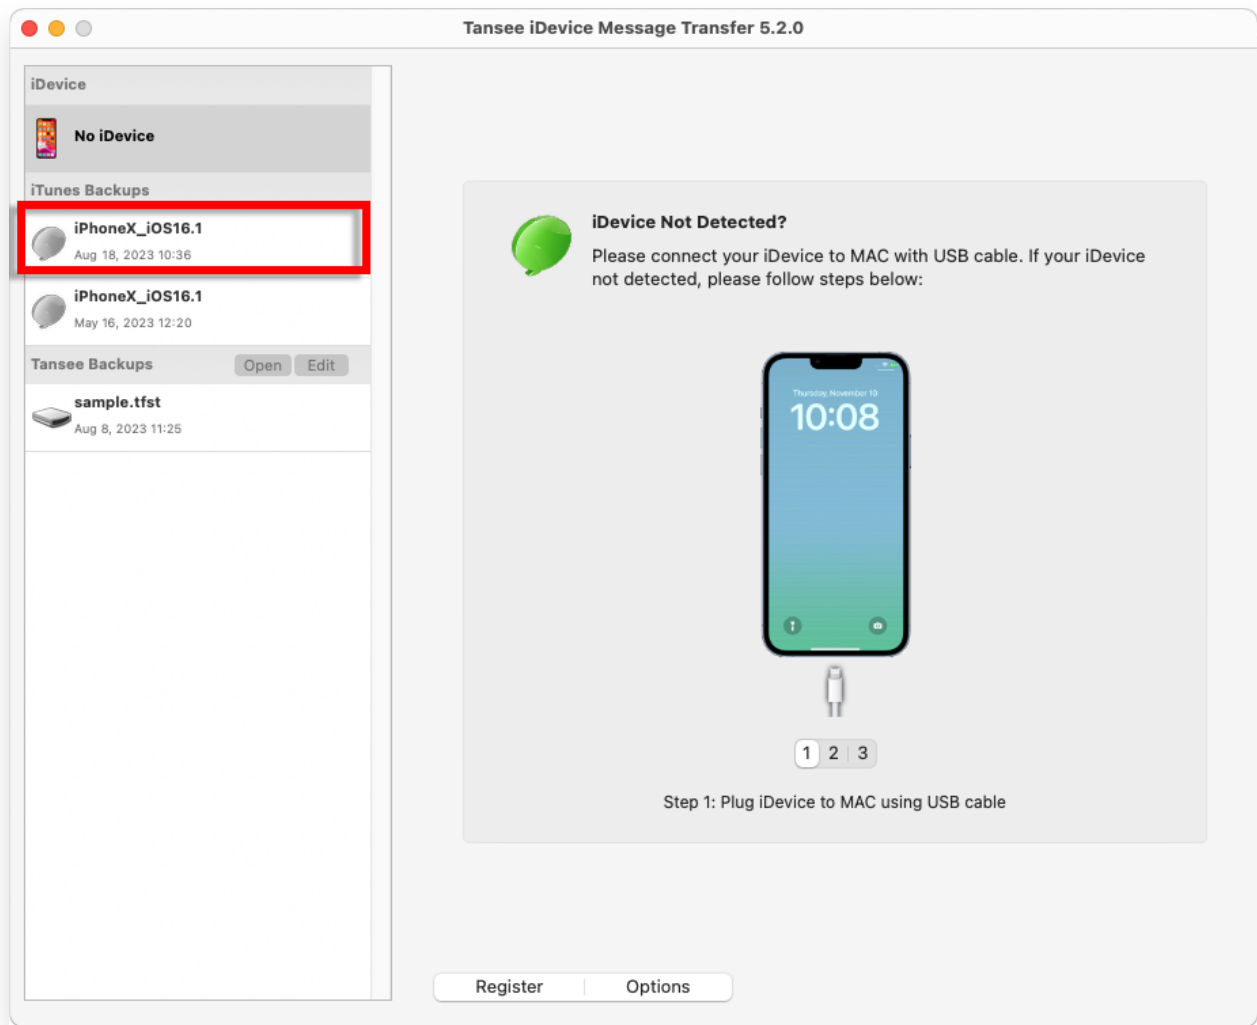 Tansee iDevice Message Transfer 5.2.0
iDevice
No iDevice
iTunes Backups
iPhoneX_iOS16.1
Aug 18, 2023 10:36
iPhoneX_iOS16.1
May 16, 2023 12:20
Tansee Backups Open Edit
sample.tfst
Aug 8, 2023 11:25
iDevice Not Detected?
Please connect your iDevice to MAC with USB cable. If your iDevice
not detected, please follow steps below:
Thursday, November 10
10:08
1 2 3
Step 1: Plug iDevice to MAC using USB cable
Register Options